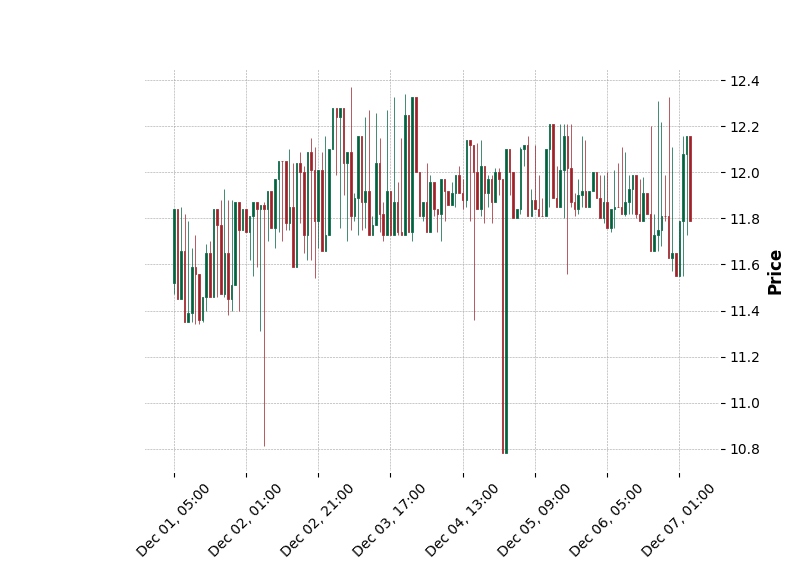 12.4
12.2
12.0
11.8
11.6
11.4
11.2
11.0
10.8
Price
Dec 01, 05:00
Dec 02, 01:00
Dec 02, 21:00
Dec 03, 17:00
Dec 04, 13:00
Dec 05, 09:00
Dec 06, 05:00
Dec 07, 01:00